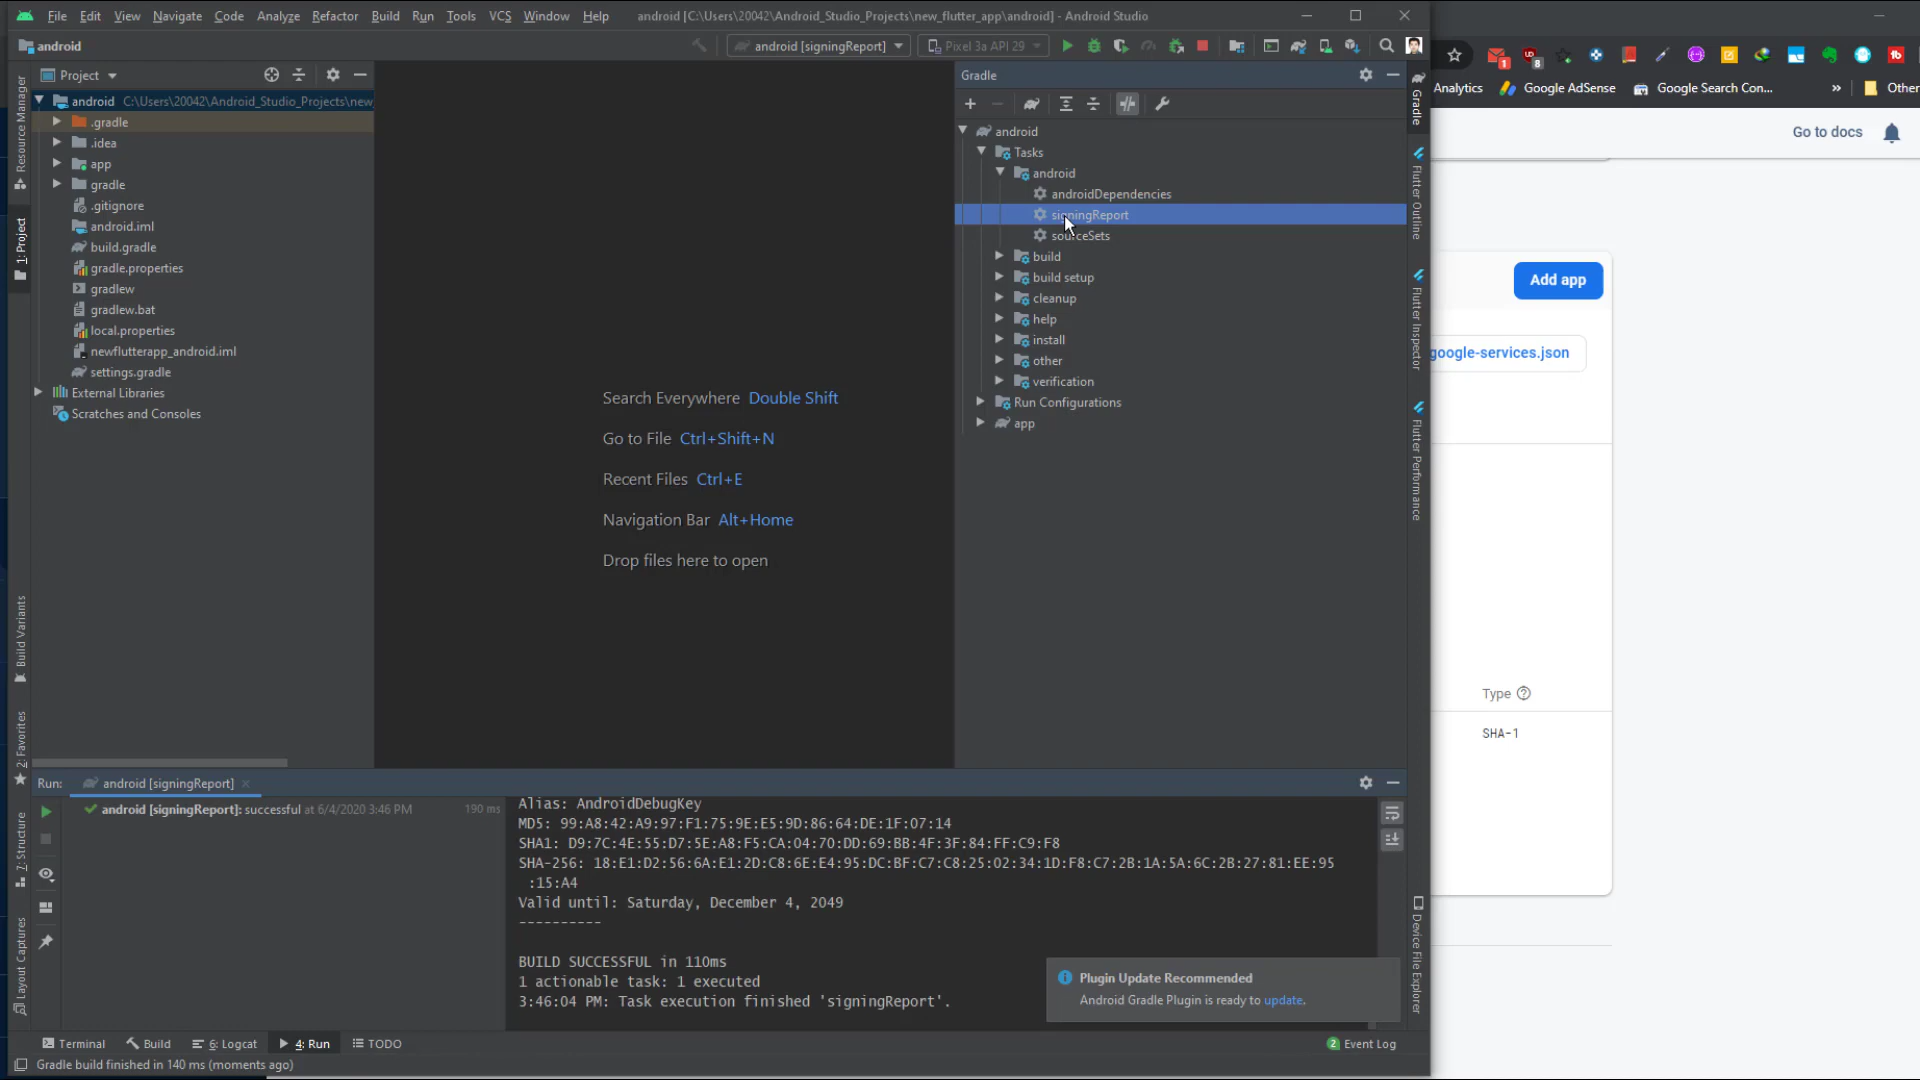 File Edit View Navigate Code Analyze Refactor Build Run Tools VCS Window Help android [C:\Users\20042\Android_Studio_Projects\new_flutter_app\android] - Android Studio
android
android [signingReport]
Pixel 3a API 29
1
8
Analytics
Google AdSense
Google Search Con...
»
Other
Go to docs
Add app
google-services.json
Type
SHA-1
Resource Manager
1: Project
Build Variants
2: Favorites
7: Structure
Layout Captures
Project
android C:\Users\20042\Android_Studio_Projects\new_
.gradle
.idea
app
gradle
.gitignore
android.iml
build.gradle
gradle.properties
gradlew
gradlew.bat
local.properties
newflutterapp_android.iml
settings.gradle
External Libraries
Scratches and Consoles
Search Everywhere Double Shift
Go to File Ctrl+Shift+N
Recent Files Ctrl+E
Navigation Bar Alt+Home
Drop files here to open
Gradle
android
Tasks
android
androidDependencies
signingReport
sourceSets
build
build setup
cleanup
help
install
other
verification
Run Configurations
app
Gradle
Flutter Outline
Flutter Inspector
Flutter Performance
Device File Explorer
Run: android [signingReport]
android [signingReport]: successful at 6/4/2020 3:46 PM 190 ms
Alias: AndroidDebugKey
MD5: 99:A8:42:A9:97:F1:75:9E:E5:9D:86:64:DE:1F:07:14
SHA1: D9:7C:4E:55:D7:5E:A8:F5:CA:04:70:DD:69:BB:4F:3F:84:FF:C9:F8
SHA-256: 18:E1:D2:56:6A:E1:2D:C8:6E:E4:95:DC:BF:C7:C8:25:02:34:1D:F8:C7:2B:1A:5A:6C:2B:27:81:EE:95
:15:A4
Valid until: Saturday, December 4, 2049
----------
BUILD SUCCESSFUL in 110ms
1 actionable task: 1 executed
3:46:04 PM: Task execution finished 'signingReport'.
Plugin Update Recommended
Android Gradle Plugin is ready to update.
Terminal Build 6: Logcat 4: Run TODO
2 Event Log
Gradle build finished in 140 ms (moments ago)